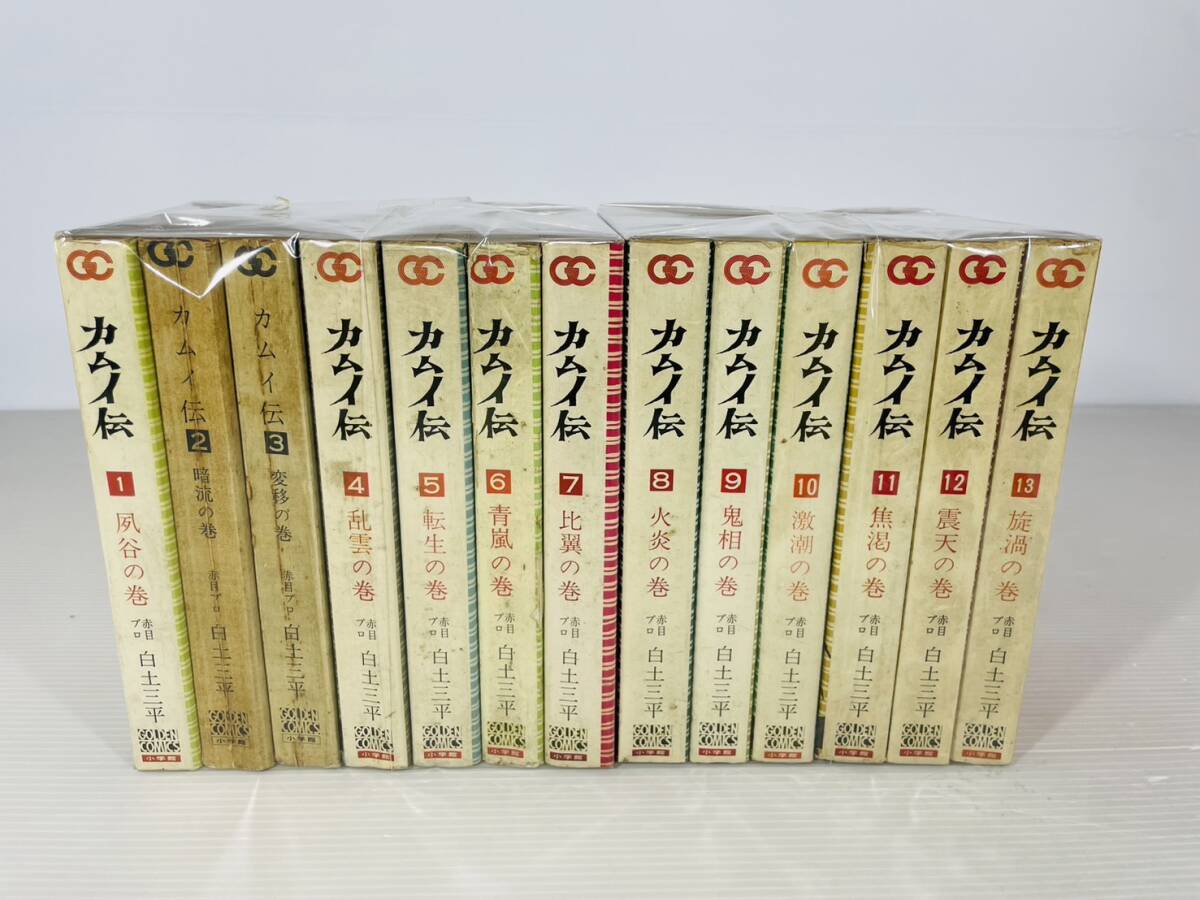 GC
カムイ伝
1
夙谷の巻
赤目プロ
白土三平
GOLDEN COMICS
小学館
GC
カムイ伝
2
暗流の巻
赤目プロ
白土三平
GOLDEN COMICS
小学館
GC
カムイ伝
3
変移の巻
赤目プロ
白土三平
GOLDEN COMICS
小学館
GC
カムイ伝
4
乱雲の巻
赤目プロ
白土三平
GOLDEN COMICS
小学館
GC
カムイ伝
5
転生の巻
赤目プロ
白土三平
GOLDEN COMICS
小学館
GC
カムイ伝
6
青嵐の巻
赤目プロ
白土三平
GOLDEN COMICS
小学館
GC
カムイ伝
7
比翼の巻
赤目プロ
白土三平
GOLDEN COMICS
小学館
GC
カムイ伝
8
火炎の巻
赤目プロ
白土三平
GOLDEN COMICS
小学館
GC
カムイ伝
9
鬼相の巻
赤目プロ
白土三平
GOLDEN COMICS
小学館
GC
カムイ伝
10
激潮の巻
赤目プロ
白土三平
GOLDEN COMICS
小学館
GC
カムイ伝
11
焦渇の巻
赤目プロ
白土三平
GOLDEN COMICS
小学館
GC
カムイ伝
12
震天の巻
赤目プロ
白土三平
GOLDEN COMICS
小学館
GC
カムイ伝
13
旋渦の巻
赤目プロ
白土三平
GOLDEN COMICS
小学館